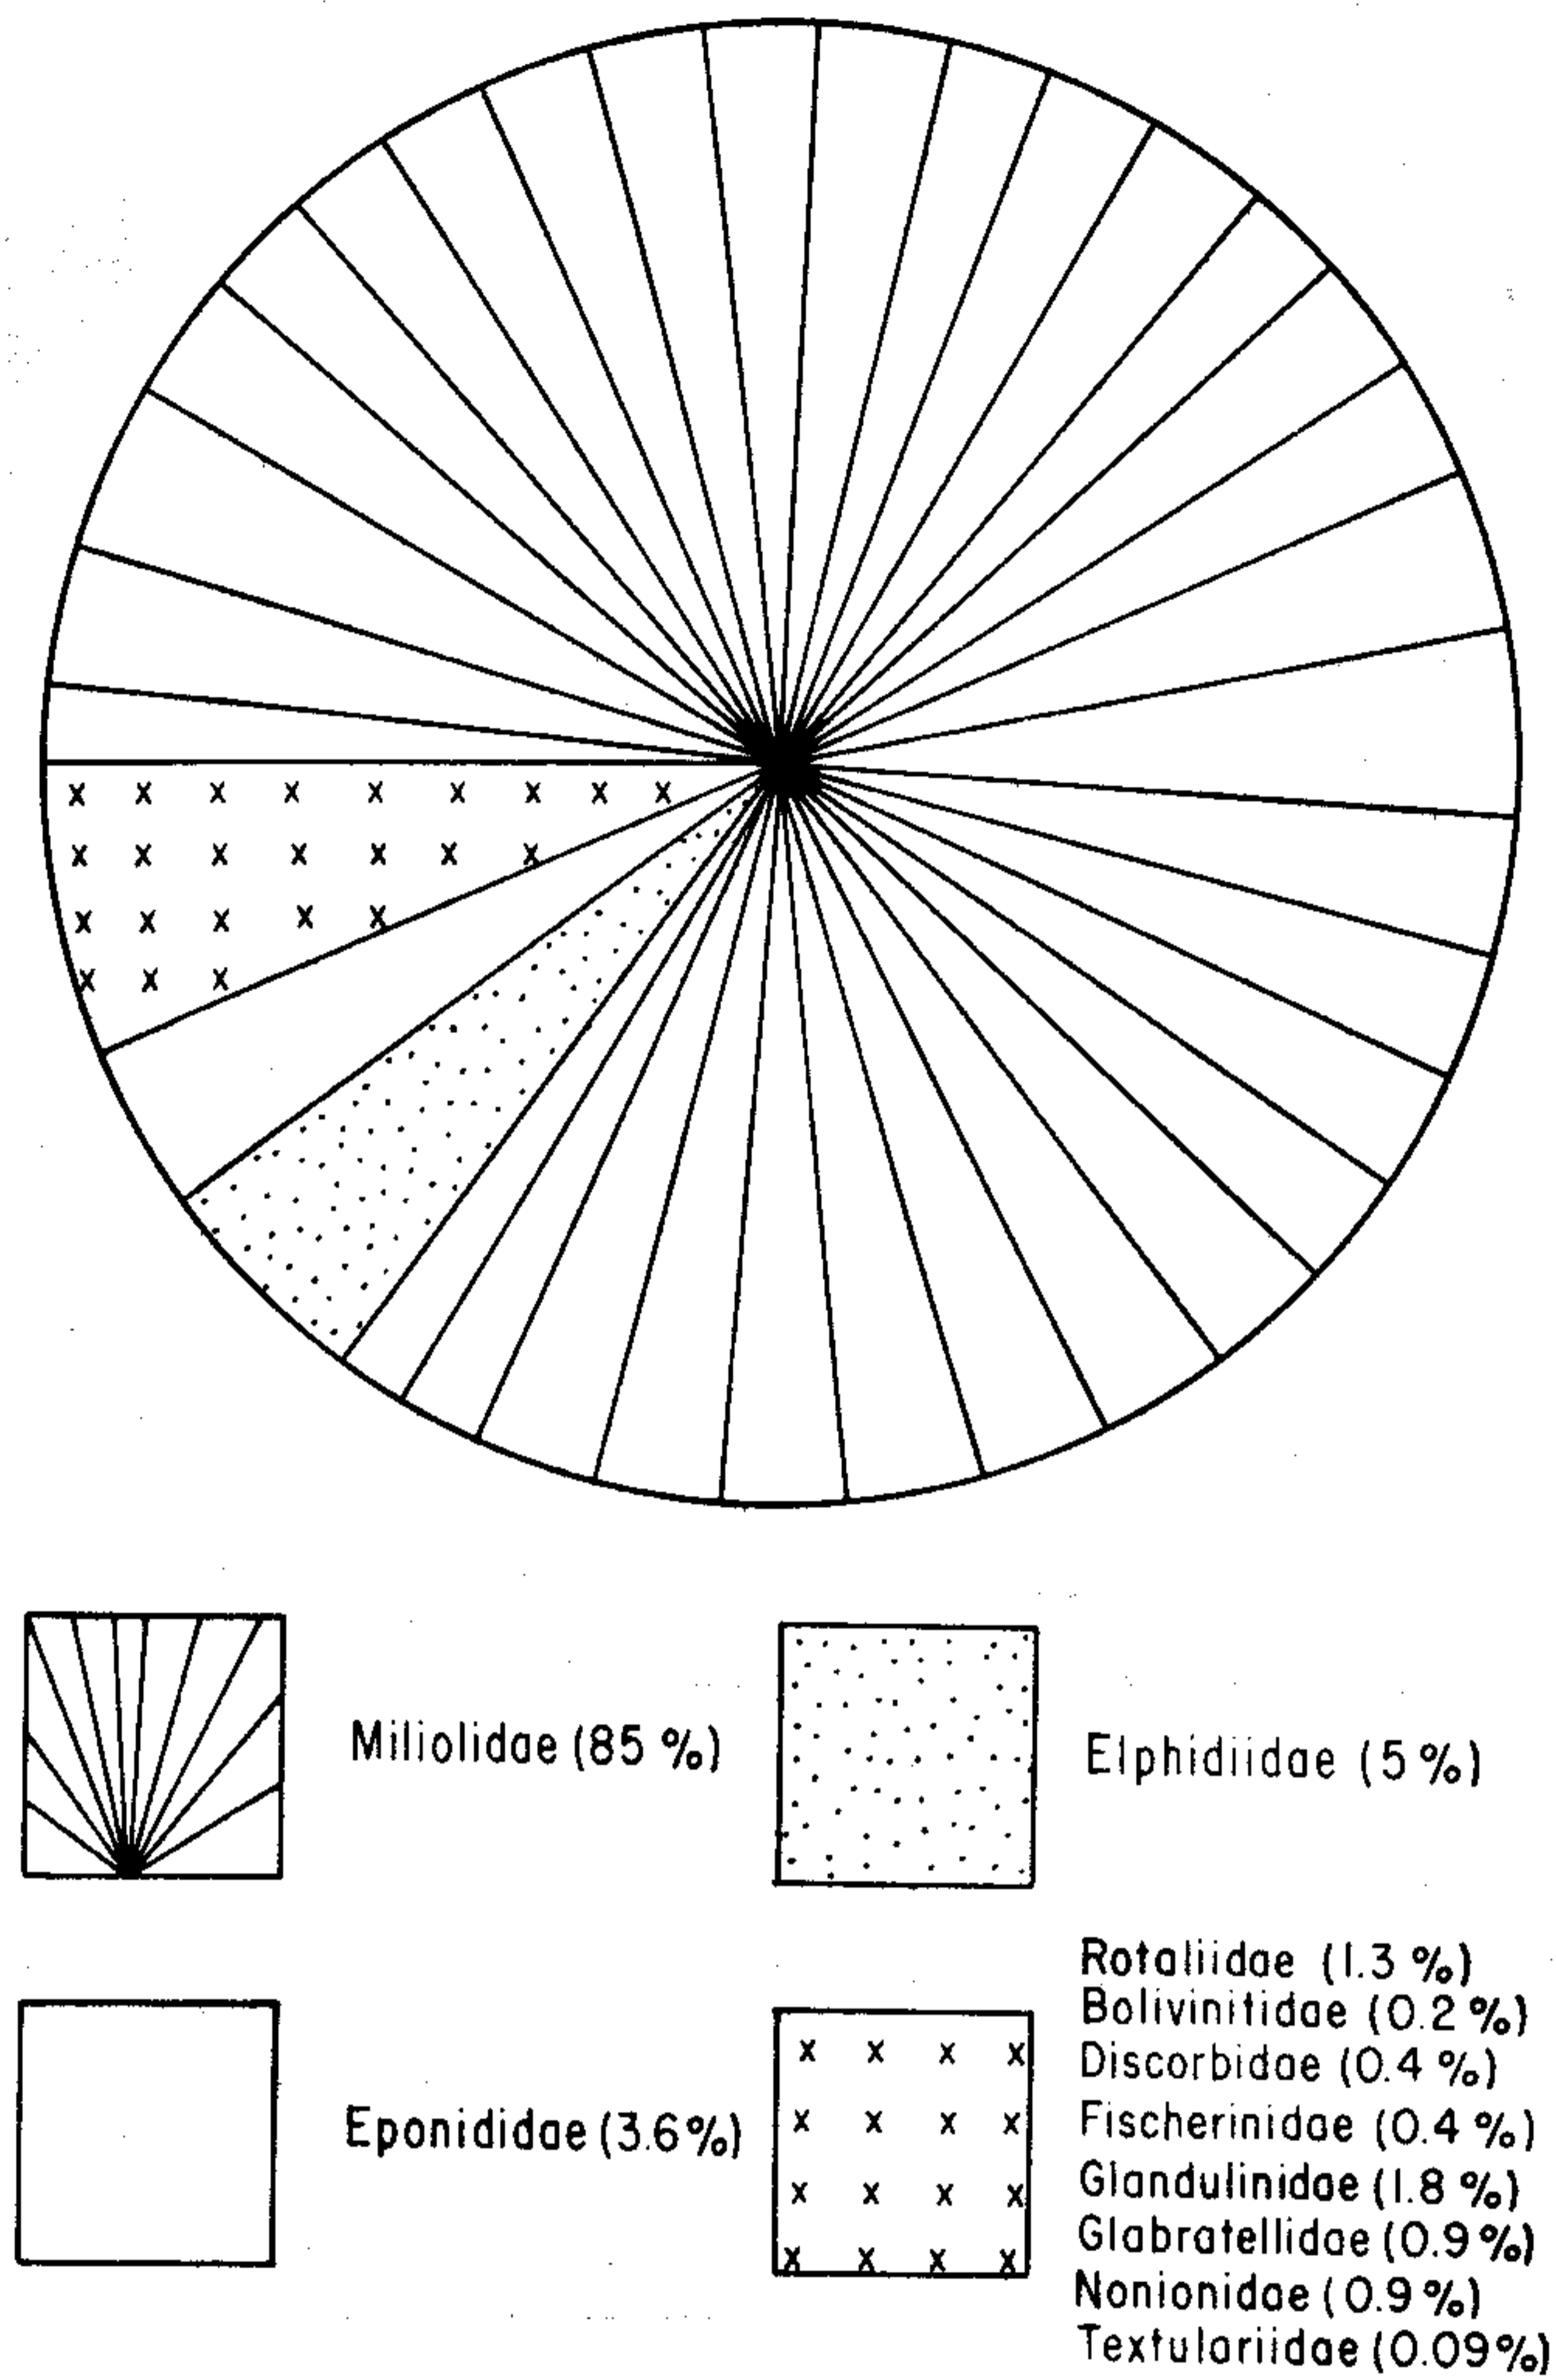 Miliolidae (85 %)
Elphidiidae (5 %)
Eponididae (3.6 %)
Rotaliidae (1.3 %)
Bolivinitidae (0.2 %)
Discorbidae (0.4 %)
Fischerinidae (0.4 %)
Glandulinidae (1.8 %)
Glabratellidae (0.9 %)
Nonionidae (0.9 %)
Textulariidae (0.09%)